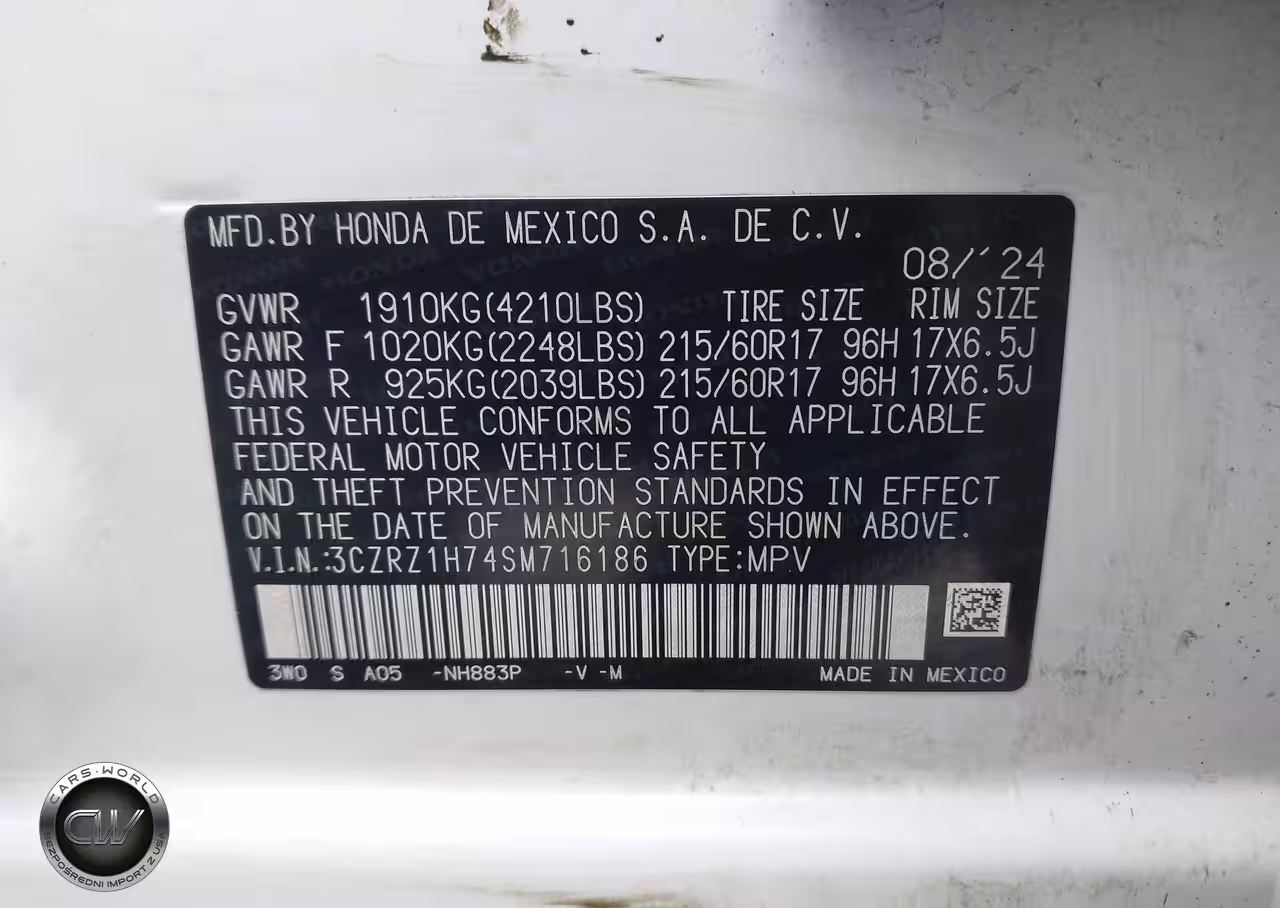 MFD.BY HONDA DE MEXICO S.A. DE C.V.
08/´24
GVWR 1910KG(4210LBS) TIRE SIZE RIM SIZE
GAWR F 1020KG(2248LBS) 215/60R17 96H 17X6.5J
GAWR R 925KG(2039LBS) 215/60R17 96H 17X6.5J
THIS VEHICLE CONFORMS TO ALL APPLICABLE
FEDERAL MOTOR VEHICLE SAFETY
AND THEFT PREVENTION STANDARDS IN EFFECT
ON THE DATE OF MANUFACTURE SHOWN ABOVE.
V.I.N.:3CZRZ1H74SM716186 TYPE:MPV
3W0 S A05 -NH883P -V -M MADE IN MEXICO
CARS·WORLD
CW
BEZPOŚREDNI IMPORT Z USA